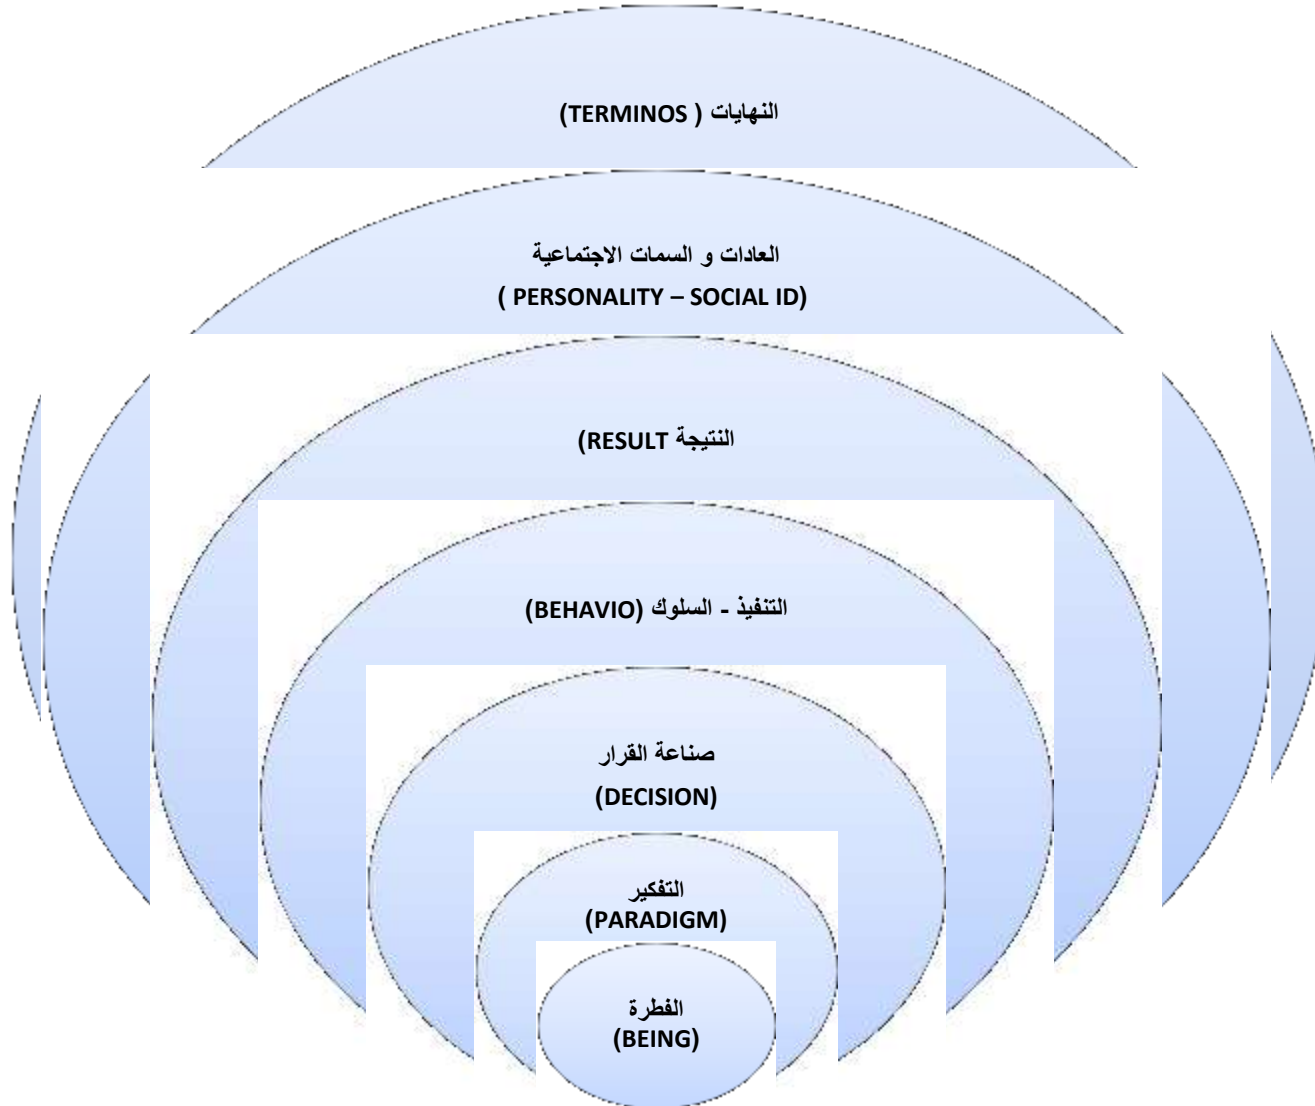 النهايات ( TERMINOS)
العادات و السمات الاجتماعية
( PERSONALITY – SOCIAL ID)
النتيجة RESULT)
التنفيذ - السلوك (BEHAVIO)
صناعة القرار
(DECISION)
التفكير
(PARADIGM)
الفطرة
(BEING)